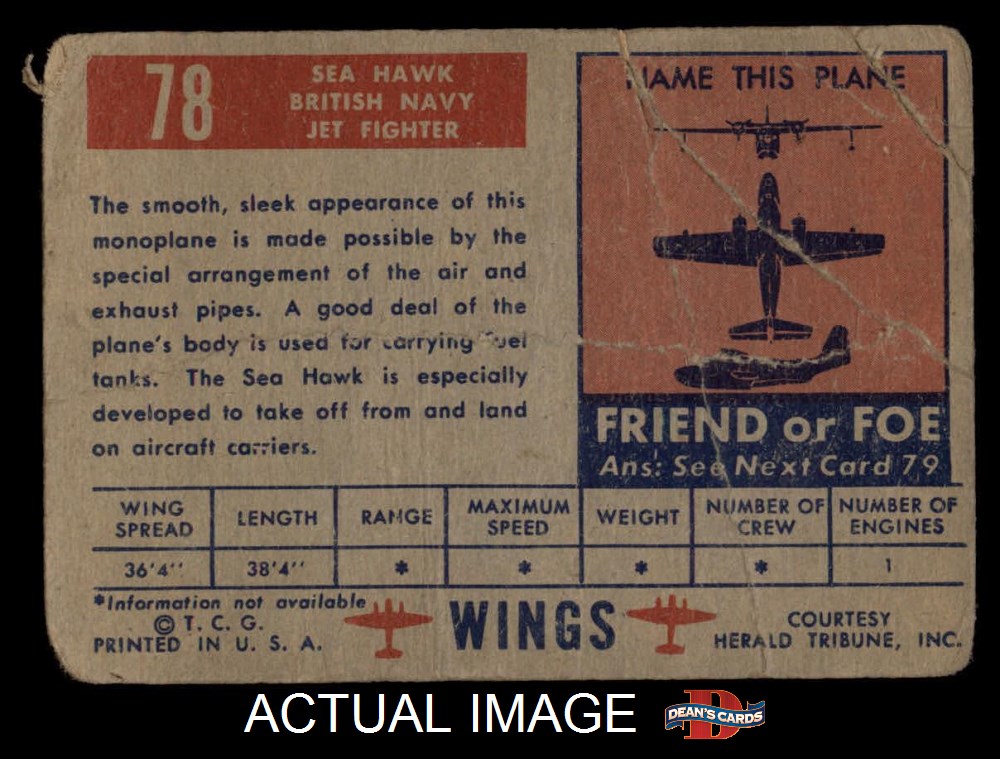 78
SEA HAWK
BRITISH NAVY
JET FIGHTER
The smooth, sleek appearance of this
monoplane is made possible by the
special arrangement of the air and
exhaust pipes. A good deal of the
plane's body is used for carrying fuel
tanks. The Sea Hawk is especially
developed to take off from and land
on aircraft carriers.
NAME THIS PLANE
FRIEND or FOE
Ans: See Next Card 79
WING SPREAD LENGTH RANGE MAXIMUM SPEED WEIGHT NUMBER OF CREW NUMBER OF ENGINES
36'4'' 38'4'' * * * * 1
*Information not available
© T. C. G.
PRINTED IN U. S. A.
WINGS
COURTESY
HERALD TRIBUNE, INC.
ACTUAL IMAGE
D
DEAN'S CARDS